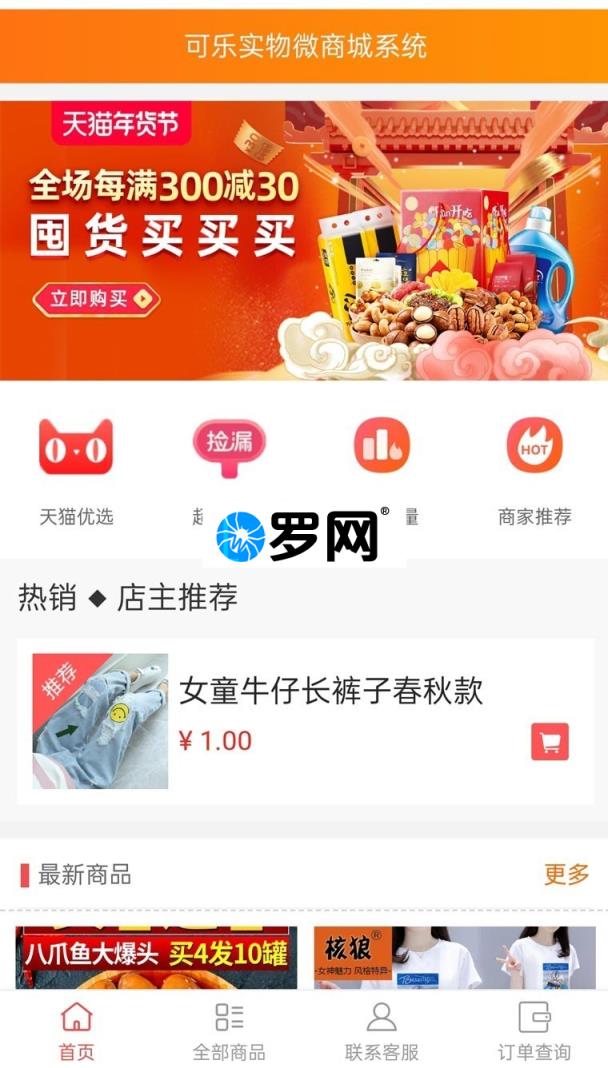 可乐实物微商城系统
天猫年货节
全场每满300减30
囤货买买买
立即购买
捡漏
HOT
天猫优选
量
商家推荐
罗网®
热销 ◆ 店主推荐
推荐
女童牛仔长裤子春秋款
¥ 1.00
最新商品
更多
八爪鱼大爆头 买4发10罐
核狼®
-女神魅力 风格特异-
首页
全部商品
联系客服
订单查询